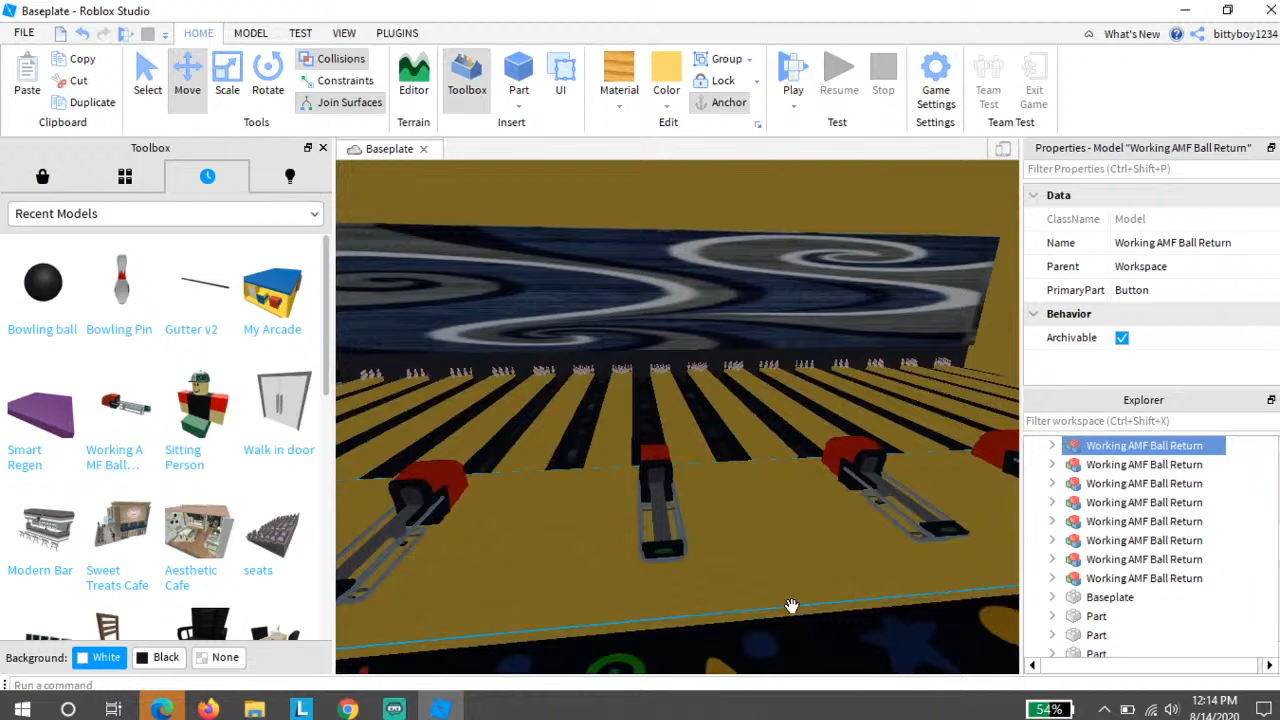 Baseplate - Roblox Studio
FILE HOME MODEL TEST VIEW PLUGINS What's New bittyboy1234
Paste Copy Cut Duplicate Clipboard
Select Move Scale Rotate Collisions Constraints Join Surfaces Tools
Editor Terrain
Toolbox Part UI Insert
Material Color Group Lock Anchor Edit
Play Resume Stop Test
Game Settings Settings
Team Test Exit Game Team Test
Toolbox
Recent Models
Bowling ball Bowling Pin Gutter v2 My Arcade
Smart Regen
Working A MF Ball...
Sitting Person
Walk in door
Modern Bar
Sweet Treats Cafe
Aesthetic Cafe
seats
Background: White Black None
Run a command
Baseplate
Properties - Model "Working AMF Ball Return"
Filter Properties (Ctrl+Shift+P)
Data
ClassName Model
Name Working AMF Ball Return
Parent Workspace
PrimaryPart Button
Behavior
Archivable
Explorer
Filter workspace (Ctrl+Shift+X)
Working AMF Ball Return
Working AMF Ball Return
Working AMF Ball Return
Working AMF Ball Return
Working AMF Ball Return
Working AMF Ball Return
Working AMF Ball Return
Working AMF Ball Return
Baseplate
Part
Part
Part
54%
12:14 PM
8/14/2020